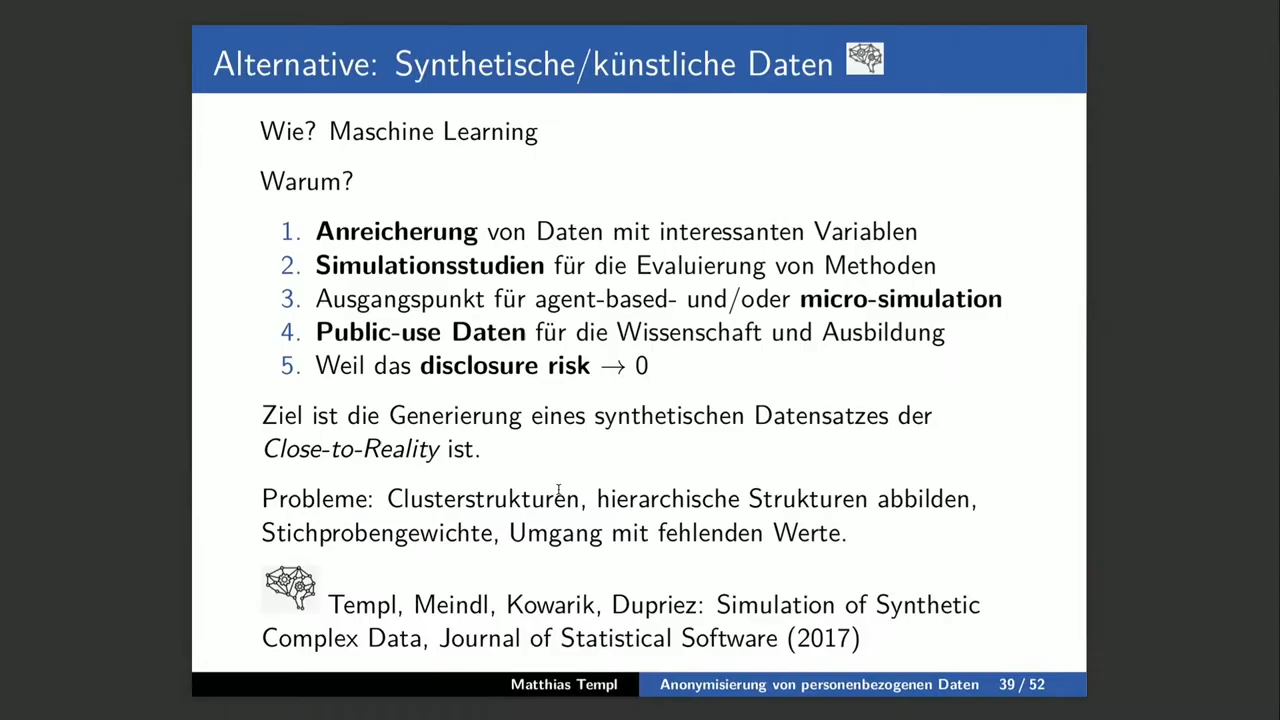 Alternative: Synthetische/künstliche Daten
Wie? Maschine Learning
Warum?
1. Anreicherung von Daten mit interessanten Variablen
2. Simulationsstudien für die Evaluierung von Methoden
3. Ausgangspunkt für agent-based- und/oder micro-simulation
4. Public-use Daten für die Wissenschaft und Ausbildung
5. Weil das disclosure risk → 0
Ziel ist die Generierung eines synthetischen Datensatzes der
Close-to-Reality ist.
Probleme: Clusterstrukturen, hierarchische Strukturen abbilden,
Stichprobengewichte, Umgang mit fehlenden Werte.
Templ, Meindl, Kowarik, Dupriez: Simulation of Synthetic
Complex Data, Journal of Statistical Software (2017)
Matthias Templ Anonymisierung von personenbezogenen Daten 39 / 52